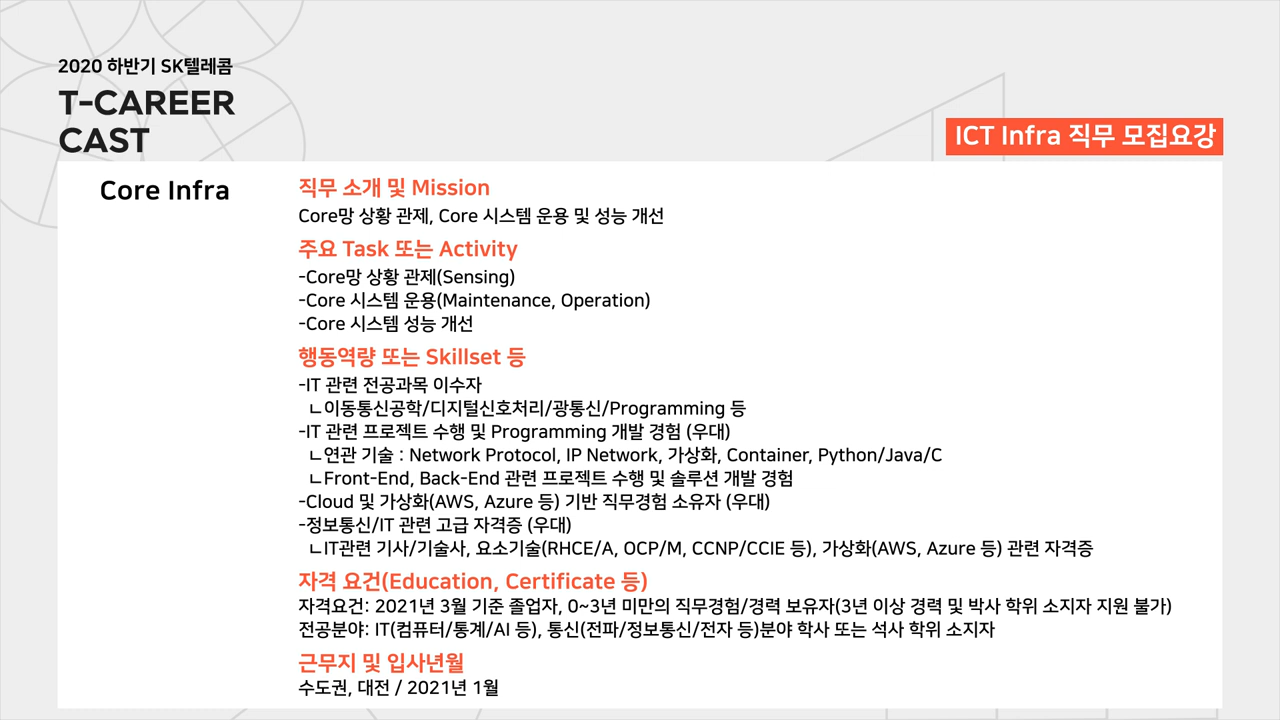 2020 하반기 SK텔레콤
T-CAREER
CAST
ICT Infra 직무 모집요강
Core Infra
직무 소개 및 Mission
Core망 상황 관제, Core 시스템 운용 및 성능 개선
주요 Task 또는 Activity
-Core망 상황 관제(Sensing)
-Core 시스템 운용(Maintenance, Operation)
-Core 시스템 성능 개선
행동역량 또는 Skillset 등
-IT 관련 전공과목 이수자
ㄴ이동통신공학/디지털신호처리/광통신/Programming 등
-IT 관련 프로젝트 수행 및 Programming 개발 경험 (우대)
ㄴ연관 기술 : Network Protocol, IP Network, 가상화, Container, Python/Java/C
ㄴFront-End, Back-End 관련 프로젝트 수행 및 솔루션 개발 경험
-Cloud 및 가상화(AWS, Azure 등) 기반 직무경험 소유자 (우대)
-정보통신/IT 관련 고급 자격증 (우대)
ㄴIT관련 기사/기술사, 요소기술(RHCE/A, OCP/M, CCNP/CCIE 등), 가상화(AWS, Azure 등) 관련 자격증
자격 요건(Education, Certificate 등)
자격요건: 2021년 3월 기준 졸업자, 0~3년 미만의 직무경험/경력 보유자(3년 이상 경력 및 박사 학위 소지자 지원 불가)
전공분야: IT(컴퓨터/통계/AI 등), 통신(전파/정보통신/전자 등)분야 학사 또는 석사 학위 소지자
근무지 및 입사년월
수도권, 대전 / 2021년 1월